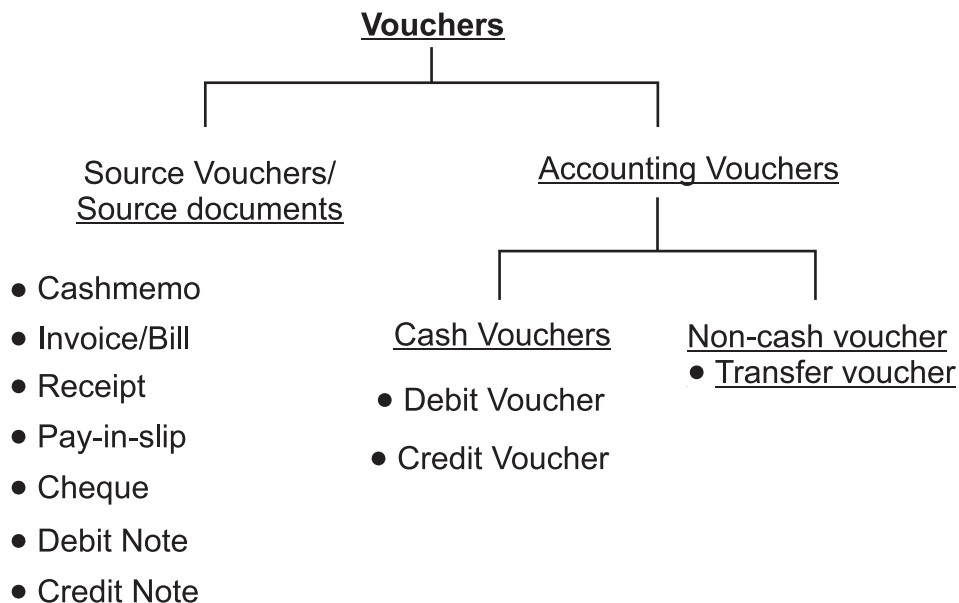 Vouchers
Source Vouchers/
Source documents
• Cashmemo
• Invoice/Bill
• Receipt
• Pay-in-slip
• Cheque
• Debit Note
• Credit Note
Accounting Vouchers
Cash Vouchers
• Debit Voucher
• Credit Voucher
Non-cash voucher
• Transfer voucher